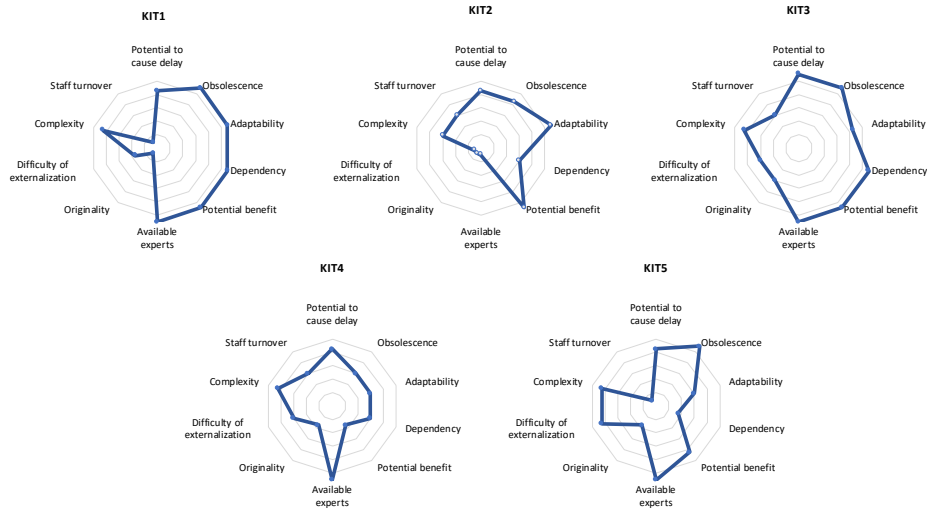 KIT1
Potential to
cause delay
Obsolescence
Adaptability
Dependency
Potential benefit
Available
experts
Originality
Difficulty of
externalization
Complexity
Staff turnover
KIT2
Potential to
cause delay
Obsolescence
Adaptability
Dependency
Potential benefit
Available
experts
Originality
Difficulty of
externalization
Complexity
Staff turnover
KIT3
Potential to
cause delay
Obsolescence
Adaptability
Dependency
Potential benefit
Available
experts
Originality
Difficulty of
externalization
Complexity
Staff turnover
KIT4
Potential to
cause delay
Obsolescence
Adaptability
Dependency
Potential benefit
Available
experts
Originality
Difficulty of
externalization
Complexity
Staff turnover
KIT5
Potential to
cause delay
Obsolescence
Adaptability
Dependency
Potential benefit
Available
experts
Originality
Difficulty of
externalization
Complexity
Staff turnover